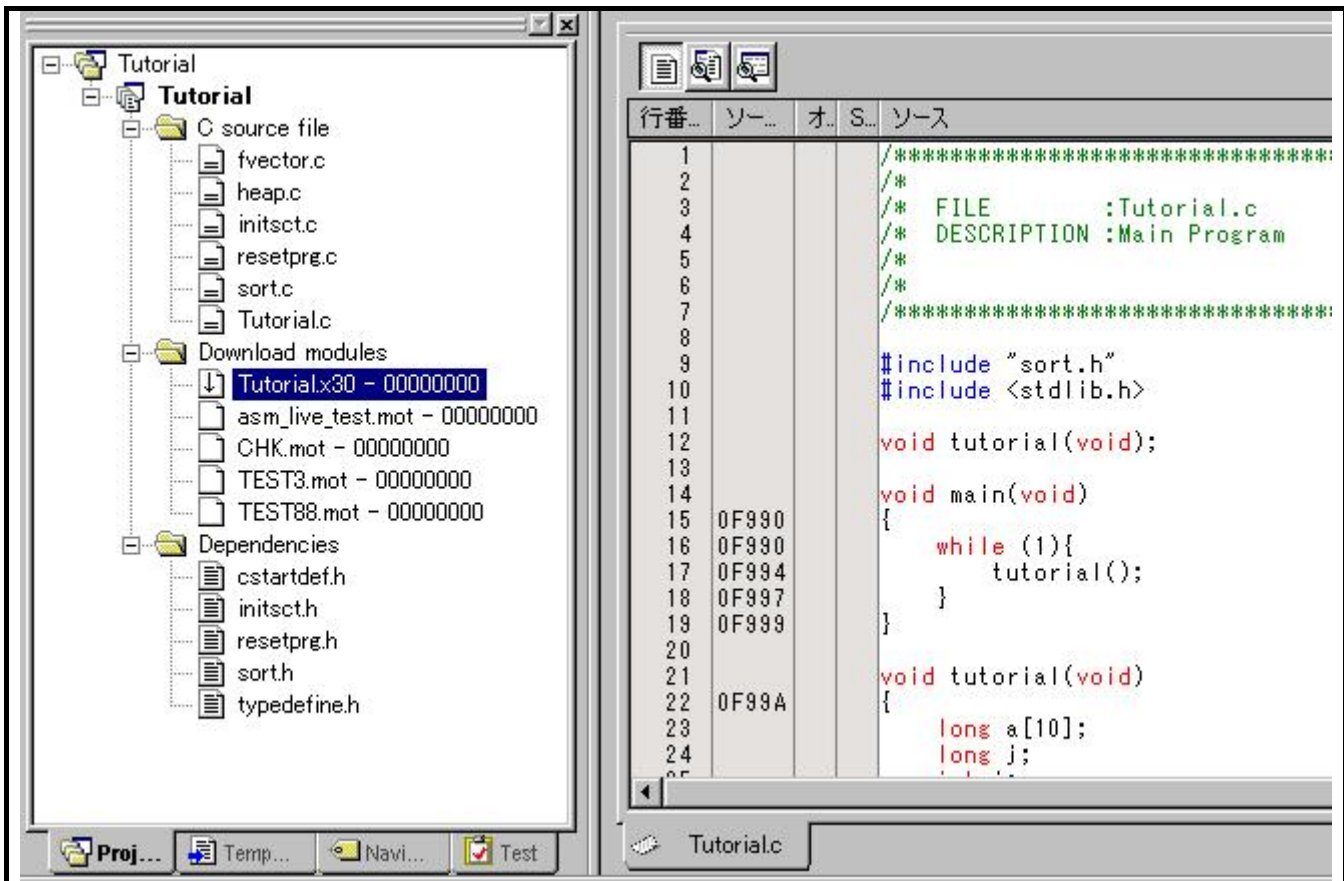 Tutorial
Tutorial
C source file
fvector.c
heap.c
initsct.c
resetprg.c
sort.c
Tutorial.c
Download modules
Tutorial.x30 - 00000000
asm_live_test.mot - 00000000
CHK.mot - 00000000
TEST3.mot - 00000000
TEST88.mot - 00000000
Dependencies
cstartdef.h
initsct.h
resetprg.h
sort.h
typedefine.h
Proj... Temp... Navi... Test
行番... ソー... オ.. S... ソース
1 /********************************
2 /*
3 /* FILE :Tutorial.c
4 /* DESCRIPTION :Main Program
5 /*
6 /*
7 /********************************
8
9 #include "sort.h"
10 #include <stdlib.h>
11
12 void tutorial(void);
13
14 void main(void)
15 0F990 {
16 0F990 while (1){
17 0F994 tutorial();
18 0F997 }
19 0F999 }
20
21 void tutorial(void)
22 0F99A {
23 long a[10];
24 long j;
Tutorial.c